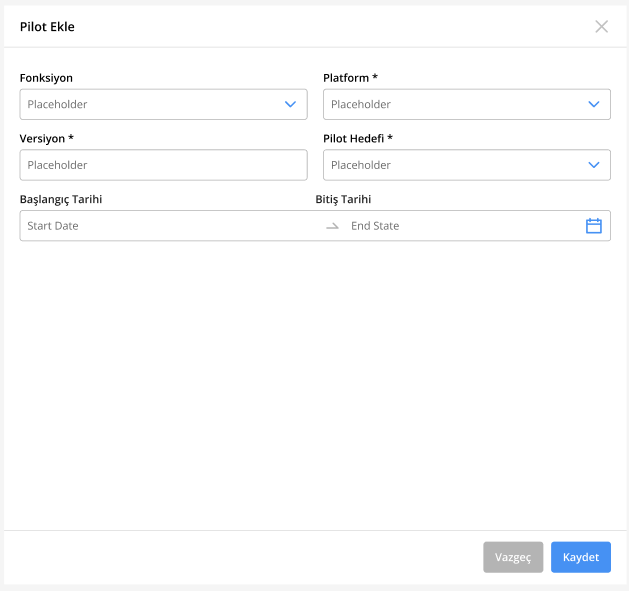 Pilot Ekle
Fonksiyon Platform *
Placeholder Placeholder
Versiyon * Pilot Hedefi *
Placeholder Placeholder
Başlangıç Tarihi Bitiş Tarihi
Start Date End State
Vazgeç Kaydet